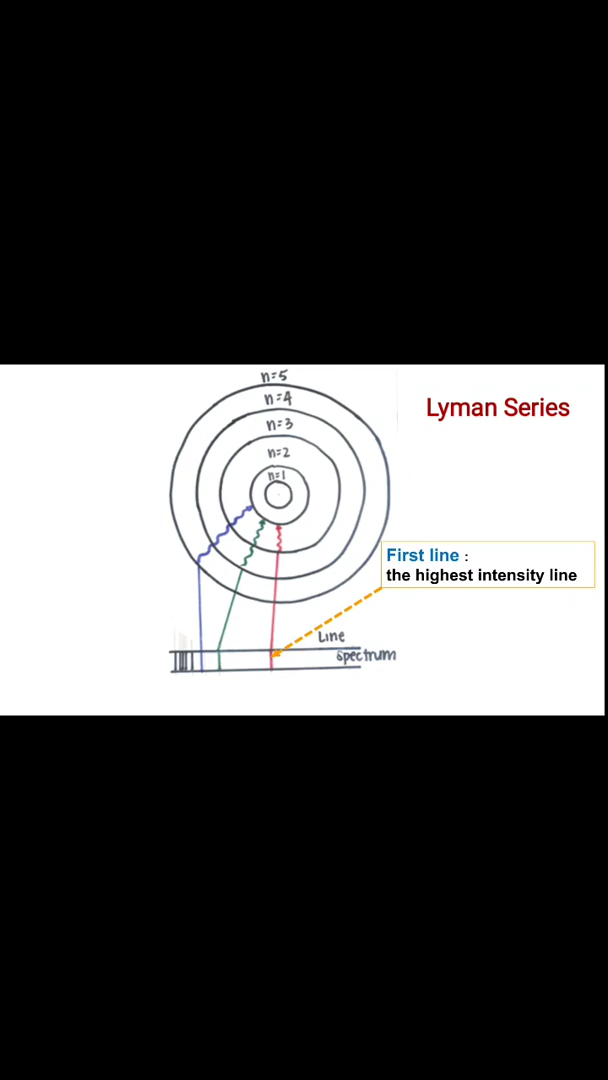 n=5
n=4
n=3
n=2
n=1
Lyman Series
First line :
the highest intensity line
Line
spectrum